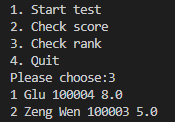 1. Start test
2. Check score
3. Check rank
4. Quit
Please choose:3
1 Glu 100004 8.0
2 Zeng Wen 100003 5.0